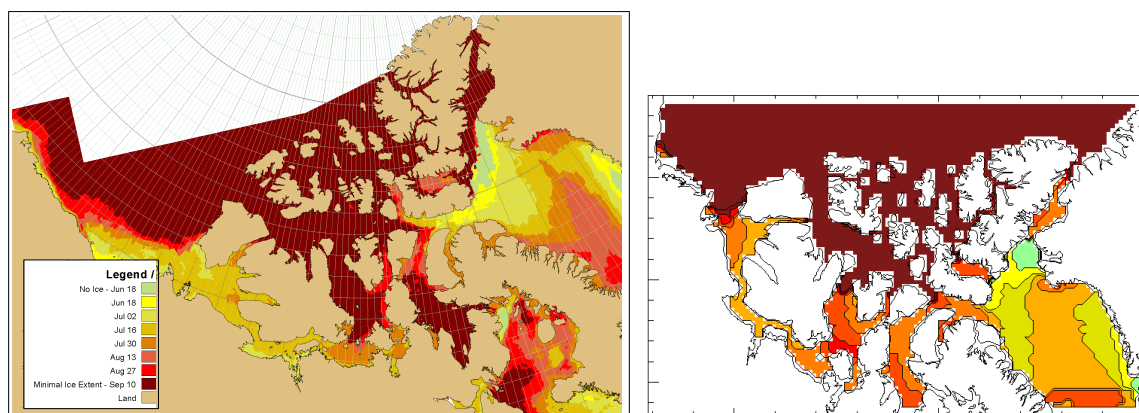 Legend /
No Ice - Jun 18
Jun 18
Jul 02
Jul 16
Jul 30
Aug 13
Aug 27
Minimal Ice Extent - Sep 10
Land